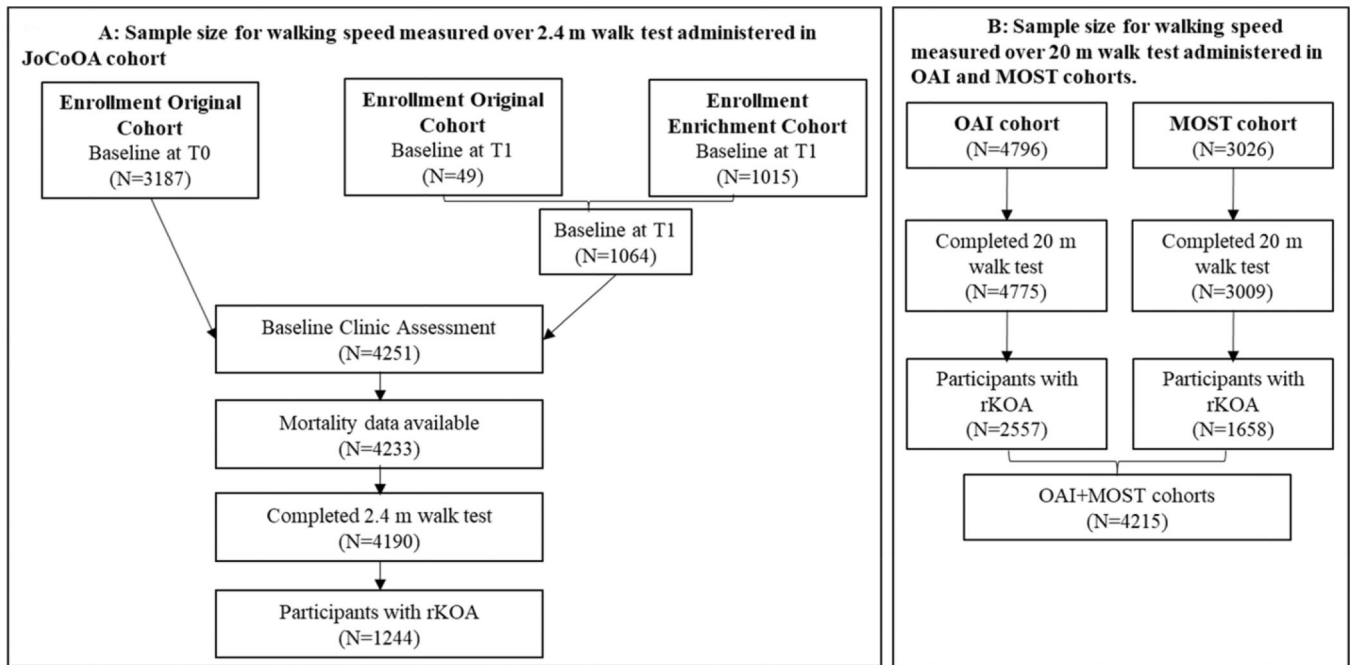 A: Sample size for walking speed measured over 2.4 m walk test administered in
JoCoOA cohort
Enrollment Original
Cohort
Baseline at T0
(N=3187)
Enrollment Original
Cohort
Baseline at T1
(N=49)
Enrollment
Enrichment Cohort
Baseline at T1
(N=1015)
Baseline at T1
(N=1064)
Baseline Clinic Assessment
(N=4251)
Mortality data available
(N=4233)
Completed 2.4 m walk test
(N=4190)
Participants with rKOA
(N=1244)
B: Sample size for walking speed
measured over 20 m walk test administered in
OAI and MOST cohorts.
OAI cohort
(N=4796)
MOST cohort
(N=3026)
Completed 20 m
walk test
(N=4775)
Completed 20 m
walk test
(N=3009)
Participants with
rKOA
(N=2557)
Participants with
rKOA
(N=1658)
OAI+MOST cohorts
(N=4215)